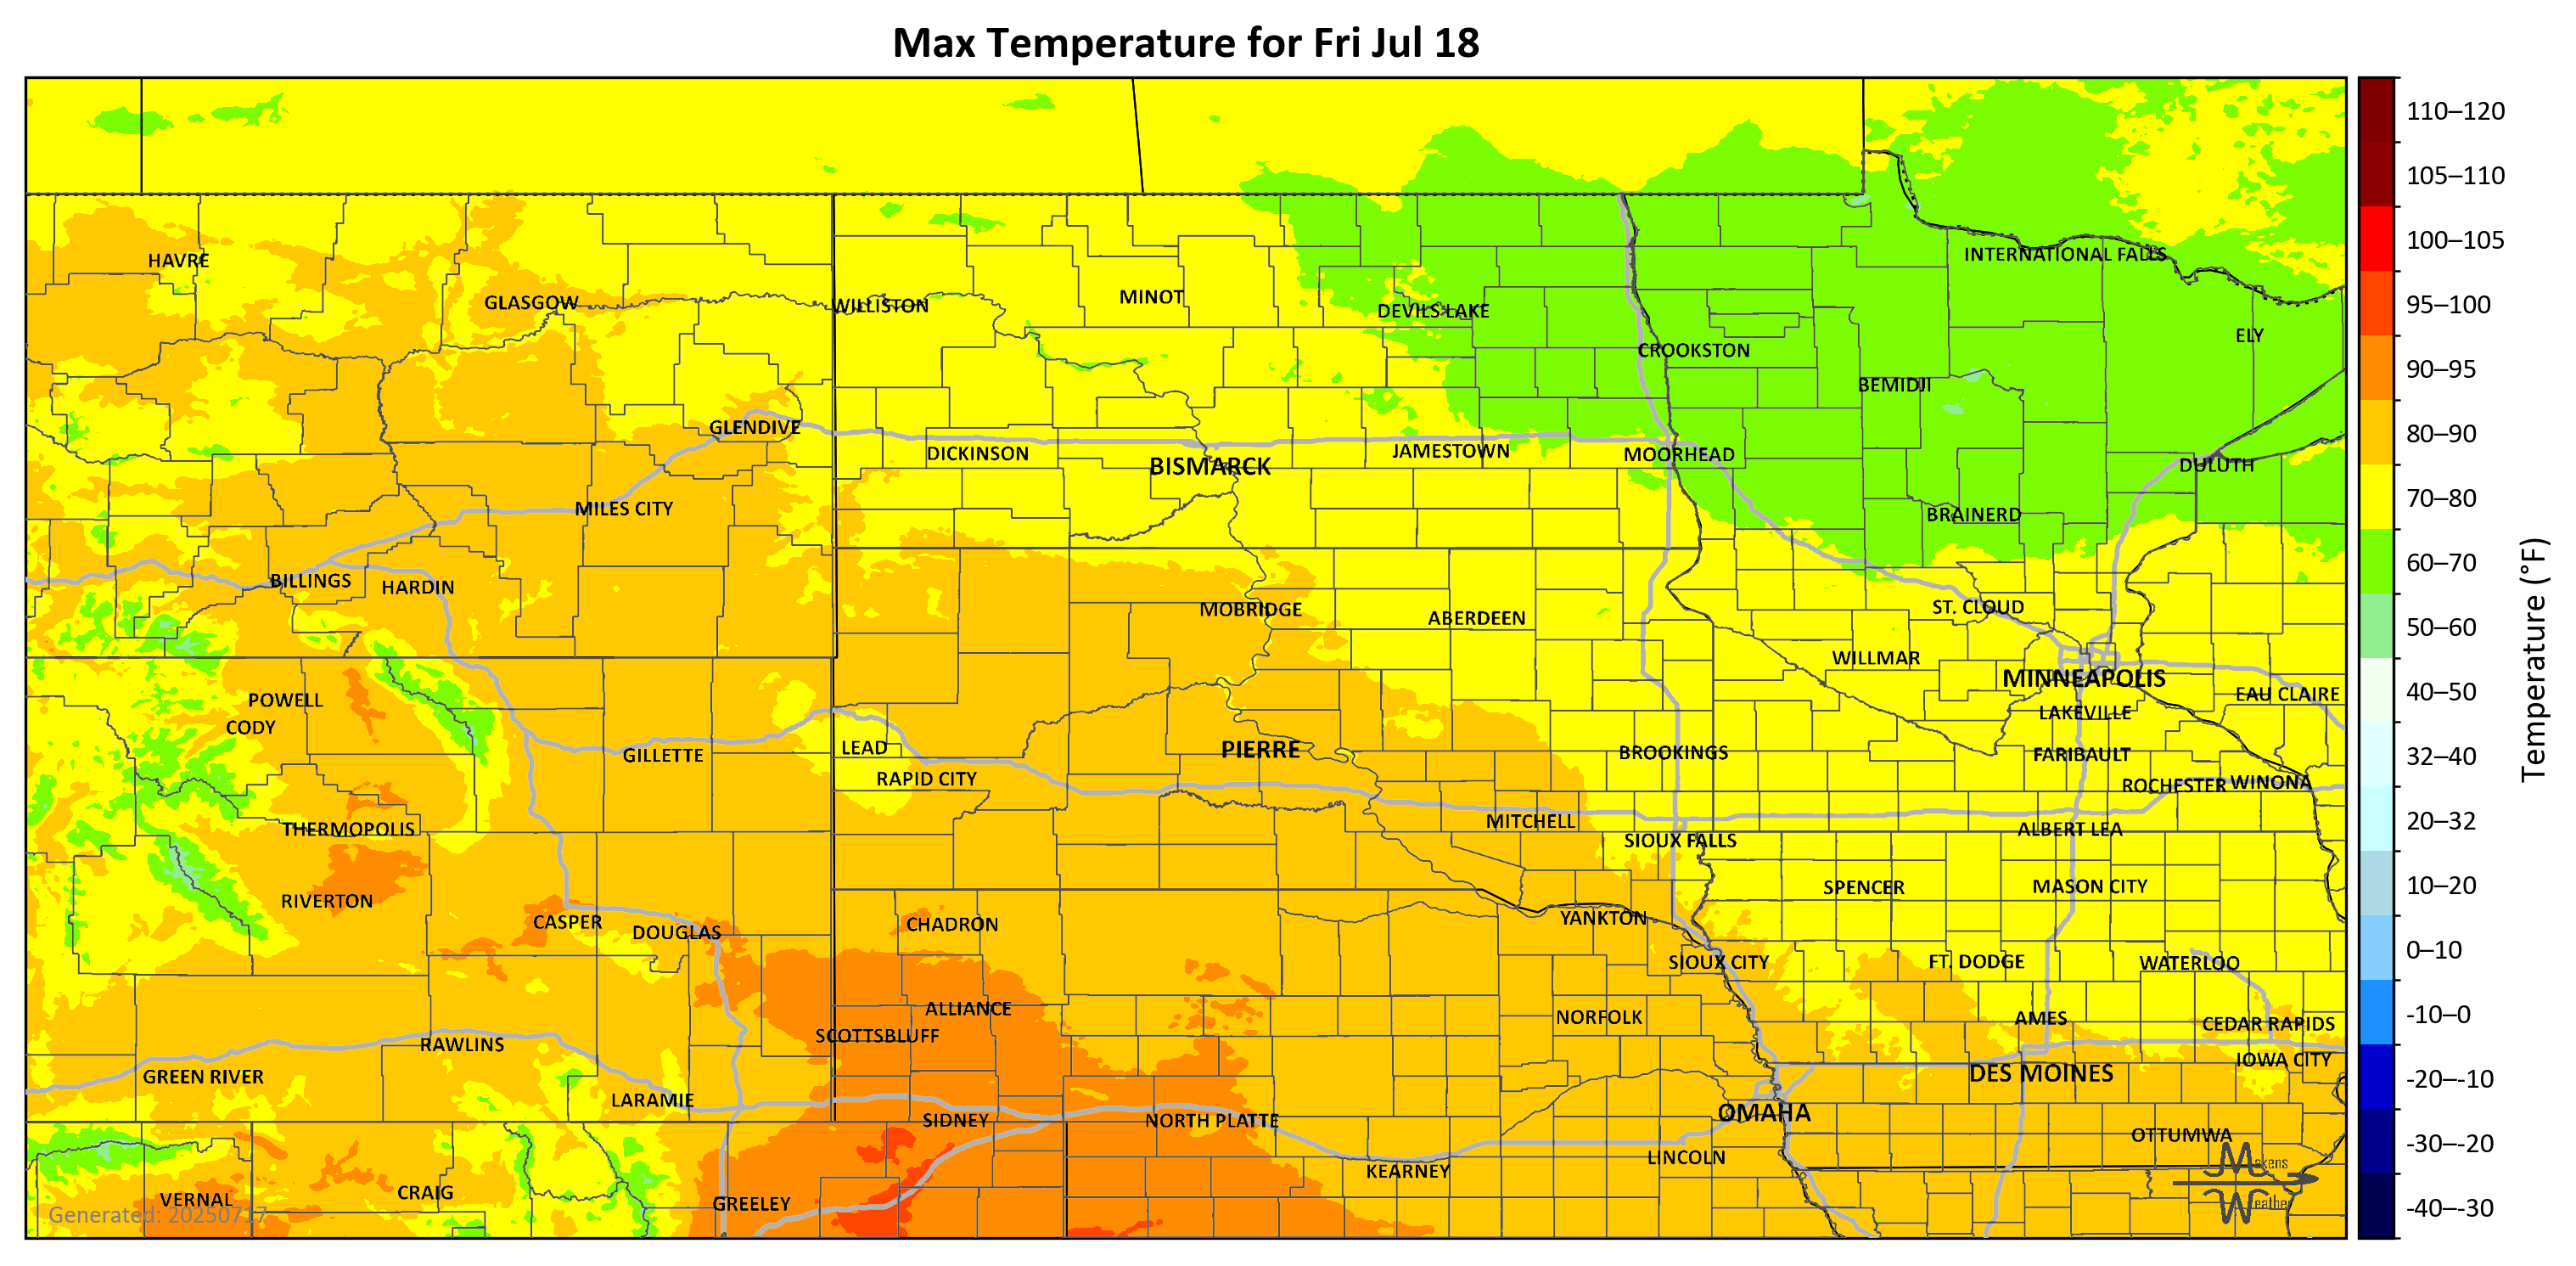 Max Temperature for Fri Jul 18
HAVRE
GLASGOW
WILLISTON
MINOT
DEVILS LAKE
INTERNATIONAL FALLS
ELY
CROOKSTON
BEMIDJI
GLENDIVE
DICKINSON
BISMARCK
JAMESTOWN
MOORHEAD
DULUTH
MILES CITY
BRAINERD
BILLINGS
HARDIN
MOBRIDGE
ABERDEEN
ST. CLOUD
WILLMAR
MINNEAPOLIS
EAU CLAIRE
POWELL
CODY
LAKEVILLE
GILLETTE
LEAD
PIERRE
BROOKINGS
FARIBAULT
RAPID CITY
ROCHESTER
WINONA
THERMOPOLIS
MITCHELL
SIOUX FALLS
ALBERT LEA
RIVERTON
SPENCER
MASON CITY
CASPER
DOUGLAS
CHADRON
YANKTON
SIOUX CITY
FT. DODGE
WATERLOO
ALLIANCE
NORFOLK
AMES
CEDAR RAPIDS
SCOTTSBLUFF
RAWLINS
IOWA CITY
GREEN RIVER
DES MOINES
LARAMIE
SIDNEY
NORTH PLATTE
OMAHA
OTTUMWA
LINCOLN
KEARNEY
VERNAL
CRAIG
GREELEY
Generated: 20250717
Makens
Weather
110–120
105–110
100–105
95–100
90–95
80–90
70–80
60–70
50–60
40–50
32–40
20–32
10–20
0–10
-10–0
-20–-10
-30–-20
-40–-30
Temperature (°F)